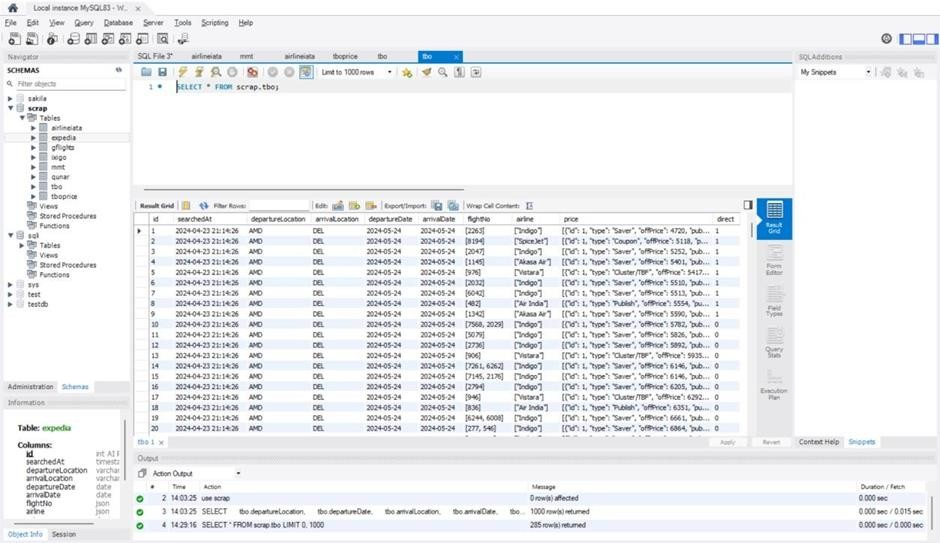 Local instance MySQL83 - W... ×
File Edit View Query Database Server Tools Scripting Help
Navigator
SCHEMAS
Filter objects
sakila
scrap
Tables
airlineiata
expedia
gflights
ixigo
mmt
qunar
tbo
tboprice
Views
Stored Procedures
Functions
sqli
Tables
Views
Stored Procedures
Functions
sys
test
testdb
Administration Schemas
Information
Table: expedia
Columns:
id int AI P
searchedAt timesta
departureLocation varchar
arrivalLocation varchar
departureDate date
arrivalDate date
flightNo json
airline json
Object Info Session
SQL File 3* airlineiata mmt airlineiata tboprice tbo tbo ×
Limit to 1000 rows
1 SELECT * FROM scrap.tbo;
Result Grid Filter Rows: Edit: Export/Import: Wrap Cell Content:
id searchedAt departureLocation arrivalLocation departureDate arrivalDate flightNo airline price direct
1 2024-04-23 21:14:26 AMD DEL 2024-05-24 2024-05-24 [2263] ["Indigo"] [{"id": 1, "type": "Saver", "offPrice": 4720, "pub... 1
2 2024-04-23 21:14:26 AMD DEL 2024-05-24 2024-05-24 [8194] ["SpiceJet"] [{"id": 1, "type": "Coupon", "offPrice": 5118, "p... 1
3 2024-04-23 21:14:26 AMD DEL 2024-05-24 2024-05-24 [2047] ["Indigo"] [{"id": 1, "type": "Saver", "offPrice": 5252, "pub... 1
4 2024-04-23 21:14:26 AMD DEL 2024-05-24 2024-05-24 [1145] ["Akasa Air"] [{"id": 1, "type": "Saver", "offPrice": 5401, "pub... 1
5 2024-04-23 21:14:26 AMD DEL 2024-05-24 2024-05-24 [976] ["Vistara"] [{"id": 1, "type": "Cluster/TBF", "offPrice": 5417... 1
6 2024-04-23 21:14:26 AMD DEL 2024-05-24 2024-05-24 [2032] ["Indigo"] [{"id": 1, "type": "Saver", "offPrice": 5510, "pub... 1
7 2024-04-23 21:14:26 AMD DEL 2024-05-24 2024-05-24 [6042] ["Indigo"] [{"id": 1, "type": "Saver", "offPrice": 5513, "pub... 1
8 2024-04-23 21:14:26 AMD DEL 2024-05-24 2024-05-24 [482] ["Air India"] [{"id": 1, "type": "Publish", "offPrice": 5554, "pu... 1
9 2024-04-23 21:14:26 AMD DEL 2024-05-24 2024-05-24 [1342] ["Akasa Air"] [{"id": 1, "type": "Saver", "offPrice": 5590, "pub... 1
10 2024-04-23 21:14:26 AMD DEL 2024-05-24 2024-05-24 [7568, 2029] ["Indigo"] [{"id": 1, "type": "Saver", "offPrice": 5782, "pub... 0
11 2024-04-23 21:14:26 AMD DEL 2024-05-24 2024-05-24 [5079] ["Indigo"] [{"id": 1, "type": "Saver", "offPrice": 5826, "pub... 0
12 2024-04-23 21:14:26 AMD DEL 2024-05-24 2024-05-24 [2736] ["Indigo"] [{"id": 1, "type": "Saver", "offPrice": 5892, "pub... 0
13 2024-04-23 21:14:26 AMD DEL 2024-05-24 2024-05-24 [906] ["Vistara"] [{"id": 1, "type": "Cluster/TBF", "offPrice": 5935... 0
14 2024-04-23 21:14:26 AMD DEL 2024-05-24 2024-05-24 [7261, 6262] ["Indigo"] [{"id": 1, "type": "Saver", "offPrice": 6146, "pub... 0
15 2024-04-23 21:14:26 AMD DEL 2024-05-24 2024-05-24 [7145, 2176] ["Indigo"] [{"id": 1, "type": "Saver", "offPrice": 6146, "pub... 0
16 2024-04-23 21:14:26 AMD DEL 2024-05-24 2024-05-24 [2794] ["Indigo"] [{"id": 1, "type": "Saver", "offPrice": 6205, "pub... 0
17 2024-04-23 21:14:26 AMD DEL 2024-05-24 2024-05-24 [946] ["Vistara"] [{"id": 1, "type": "Cluster/TBF", "offPrice": 6292... 0
18 2024-04-23 21:14:26 AMD DEL 2024-05-24 2024-05-24 [836] ["Air India"] [{"id": 1, "type": "Publish", "offPrice": 6351, "pu... 0
19 2024-04-23 21:14:26 AMD DEL 2024-05-24 2024-05-24 [6244, 6008] ["Indigo"] [{"id": 1, "type": "Saver", "offPrice": 6661, "pub... 0
20 2024-04-23 21:14:26 AMD DEL 2024-05-24 2024-05-24 [277, 546] ["Indigo"] [{"id": 1, "type": "Saver", "offPrice": 6864, "pub... 0
tbo 1 × Apply Revert
Result
Grid
Form
Editor
Field
Types
Query
Stats
Execution
Plan
SQLAdditions
My Snippets
Context Help Snippets
Output
Action Output
# Time Action Message Duration / Fetch
2 14:03:25 use scrap 0 row(s) affected 0.000 sec
3 14:03:25 SELECT tbo.departureLocation, tbo.departureDate, tbo.arrivalLocation, tbo.arrivalDate, tbo... 1000 row(s) returned 0.000 sec / 0.015 sec
4 14:29:16 SELECT * FROM scrap.tbo LIMIT 0, 1000 285 row(s) returned 0.000 sec / 0.000 sec